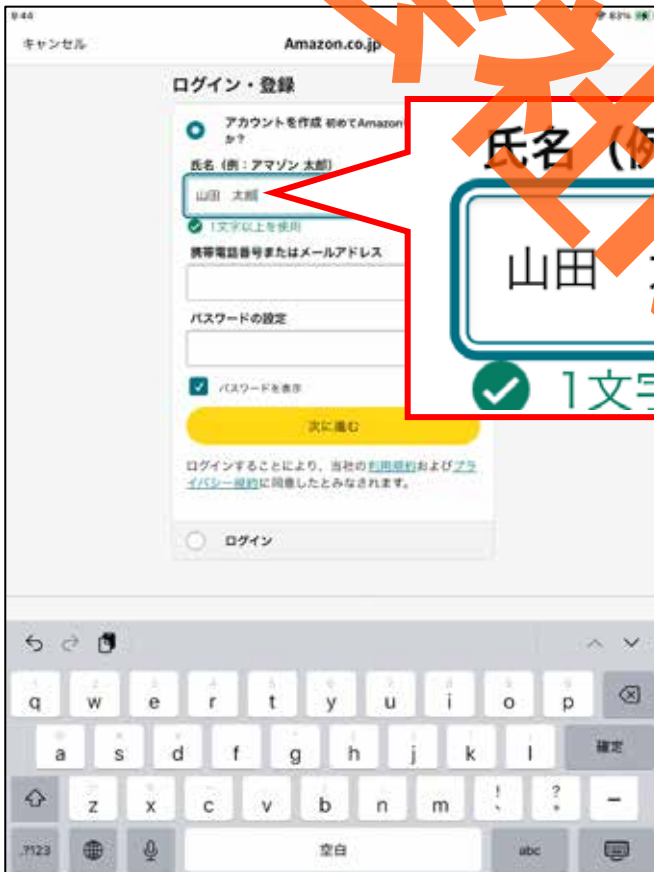 9:44
83%
キャンセル
Amazon.co.jp
ログイン・登録
アカウントを作成 初めてAmazon
か?
氏名 (例:アマゾン 太郎)
山田 太郎
1文字以上を使用
携帯電話番号またはメールアドレス
パスワードの設定
パスワードを表示
次に進む
ログインすることにより、当社の利用規約およびプラ
イバシー規約に同意したとみなされます。
ログイン
氏名 (例
山田
1文字
q w e r t y u i o p
a s d f g h j k l 確定
z x c v b n m ! 、 ? 。 ー
.?123 空白 abc